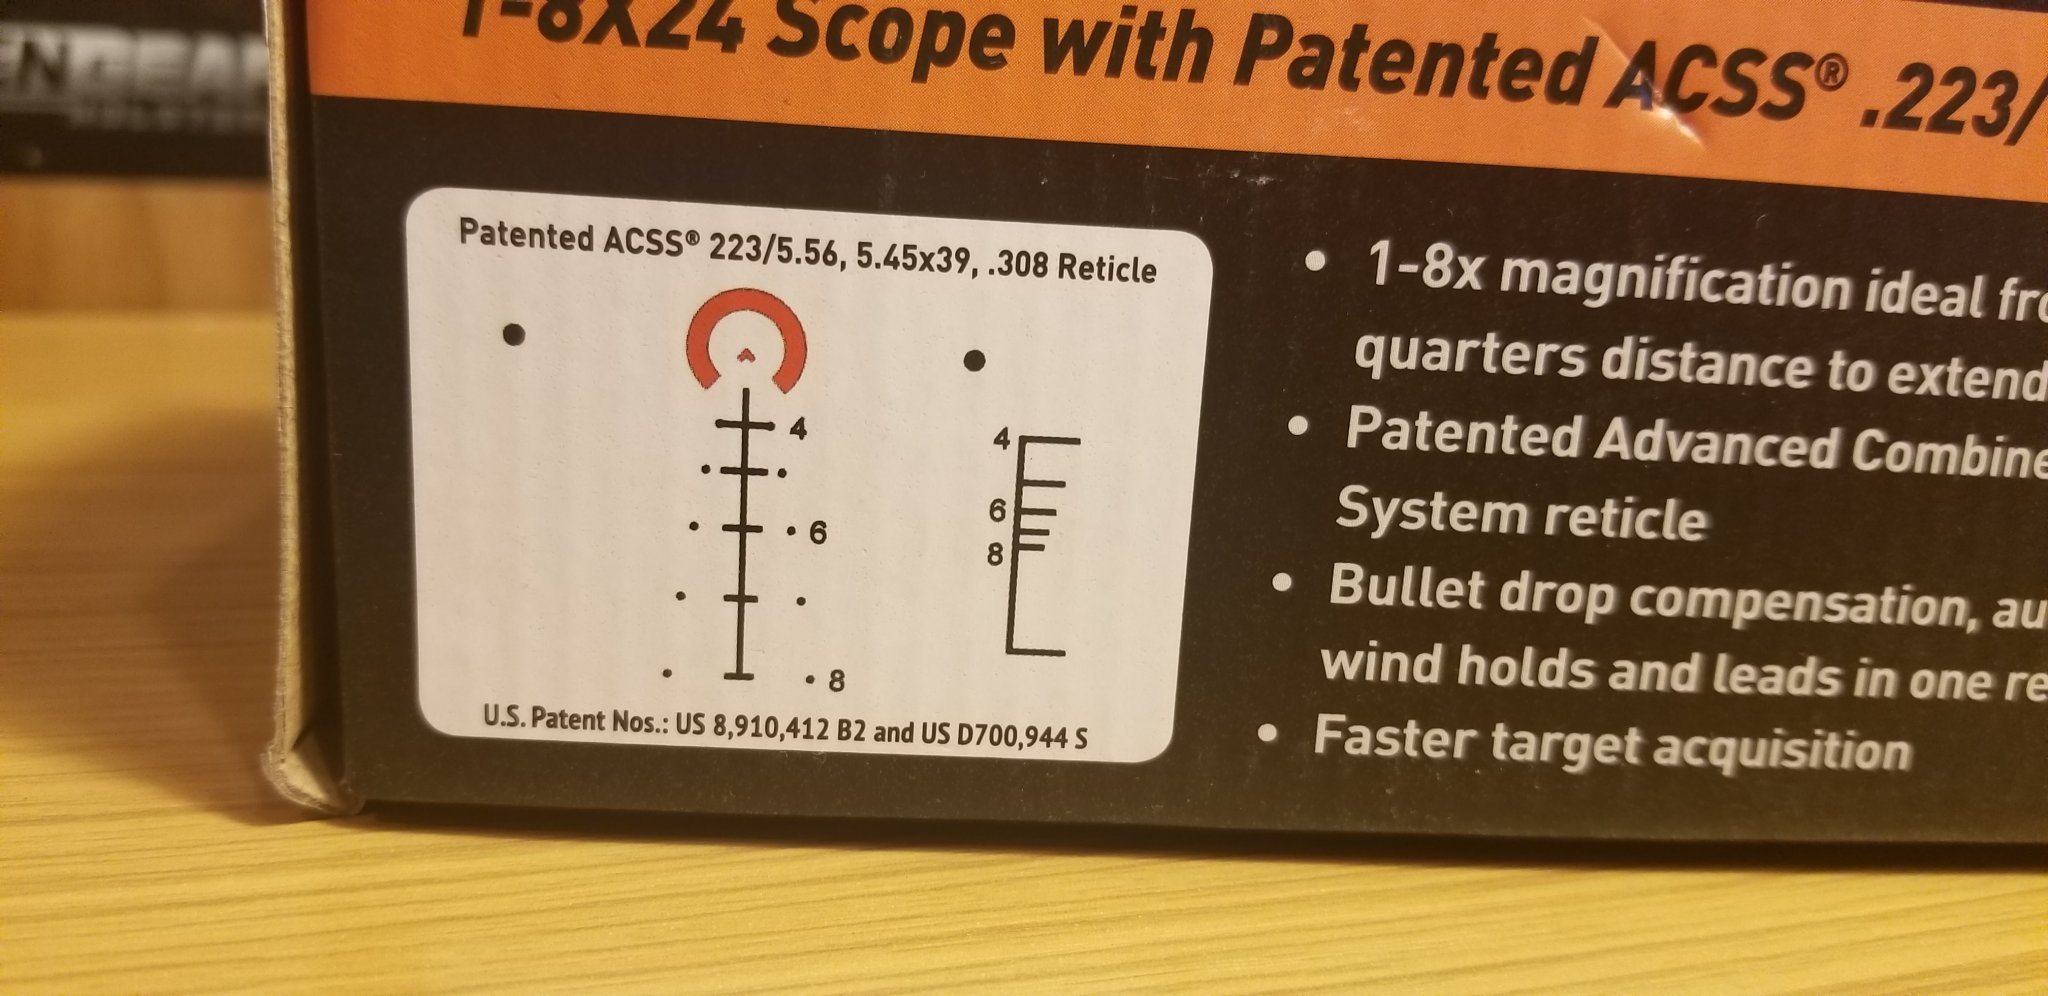 1-8X24 Scope with Patented ACSS® .223/
Patented ACSS® 223/5.56, 5.45x39, .308 Reticle
4
6
8
4
6
8
U.S. Patent Nos.: US 8,910,412 B2 and US D700,944 S
• 1-8x magnification ideal
quarters distance to extend
• Patented Advanced Combine
System reticle
• Bullet drop compensation,
wind holds and leads in one
• Faster target acquisition